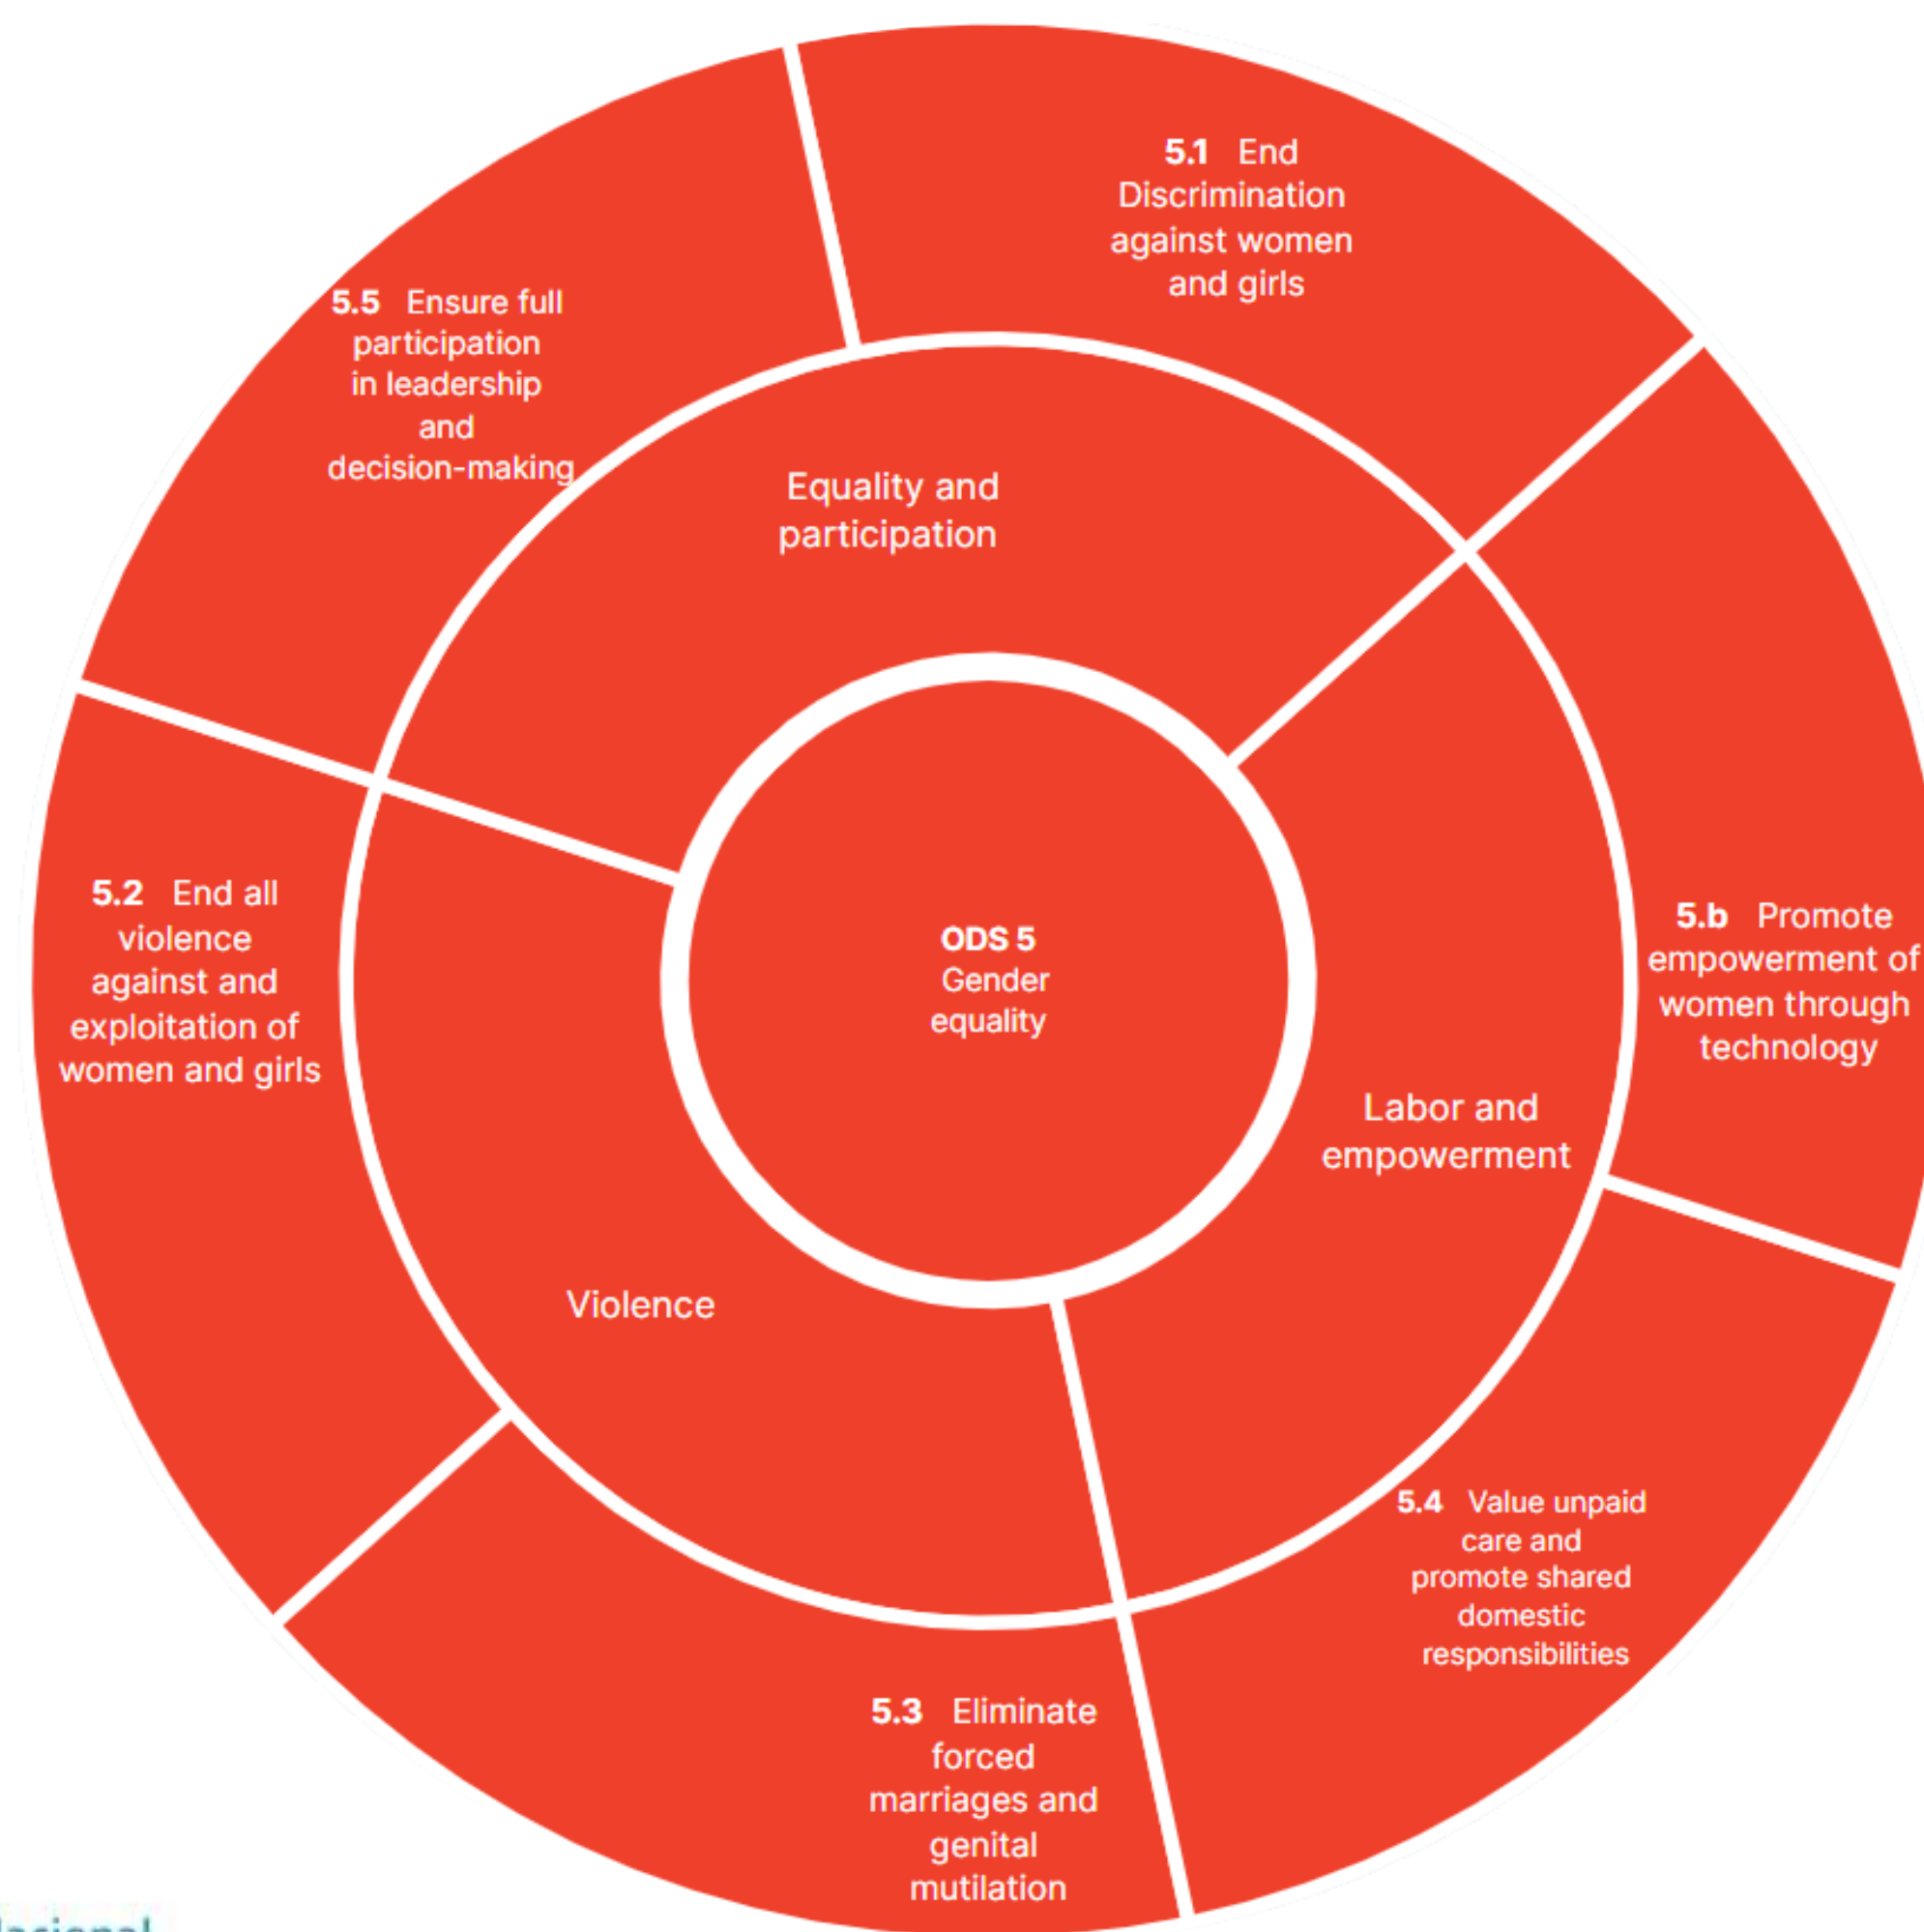 5.1 End
Discrimination
against women
and girls
5.5 Ensure full
participation
in leadership
and
decision-making
Equality and
participation
5.2 End all
violence
against and
exploitation of
women and girls
ODS 5
Gender
equality
5.b Promote
empowerment of
women through
technology
Labor and
empowerment
Violence
5.4 Value unpaid
care and
promote shared
domestic
responsibilities
5.3 Eliminate
forced
marriages and
genital
mutilation